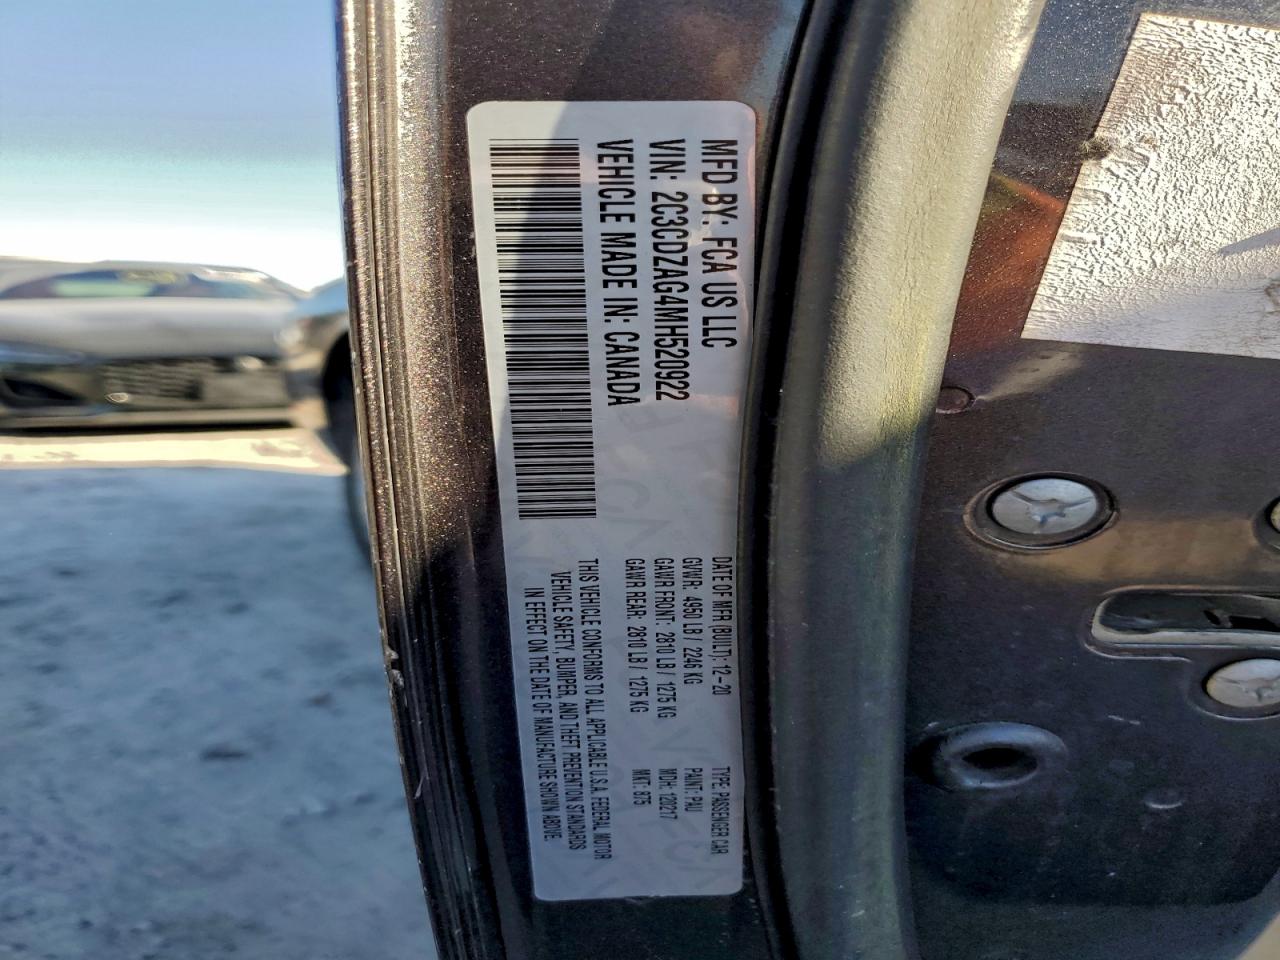 MFD BY: FCA US LLC
VIN: 2C3CDZAG4MH520922
VEHICLE MADE IN: CANADA
DATE OF MFR (BUILT): 12-20
GVWR: 4950 LB / 2246 KG
GAWR FRONT: 2810 LB / 1275 KG
GAWR REAR: 2810 LB / 1275 KG
TYPE: PASSENGER CAR
PAINT: PAU
MDH: 120217
MKT: 875
THIS VEHICLE CONFORMS TO ALL APPLICABLE U.S.A. FEDERAL MOTOR
VEHICLE SAFETY, BUMPER, AND THEFT PREVENTION STANDARDS
IN EFFECT ON THE DATE OF MANUFACTURE SHOWN ABOVE.